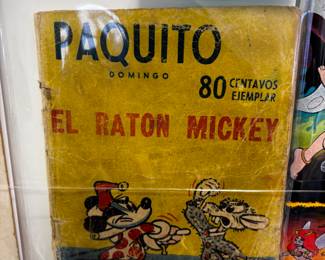 PAQUITO
DOMINGO
80 CENTAVOS
EJEMPLAR
EL RATON MICKEY